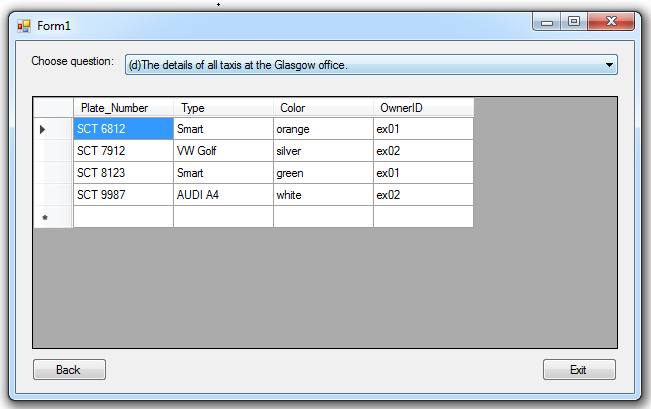 Form1
Choose question: (d)The details of all taxis at the Glasgow office.
Plate_Number Type Color OwnerID
SCT 6812 Smart orange ex01
SCT 7912 VW Golf silver ex02
SCT 8123 Smart green ex01
SCT 9987 AUDI A4 white ex02
*
Back Exit